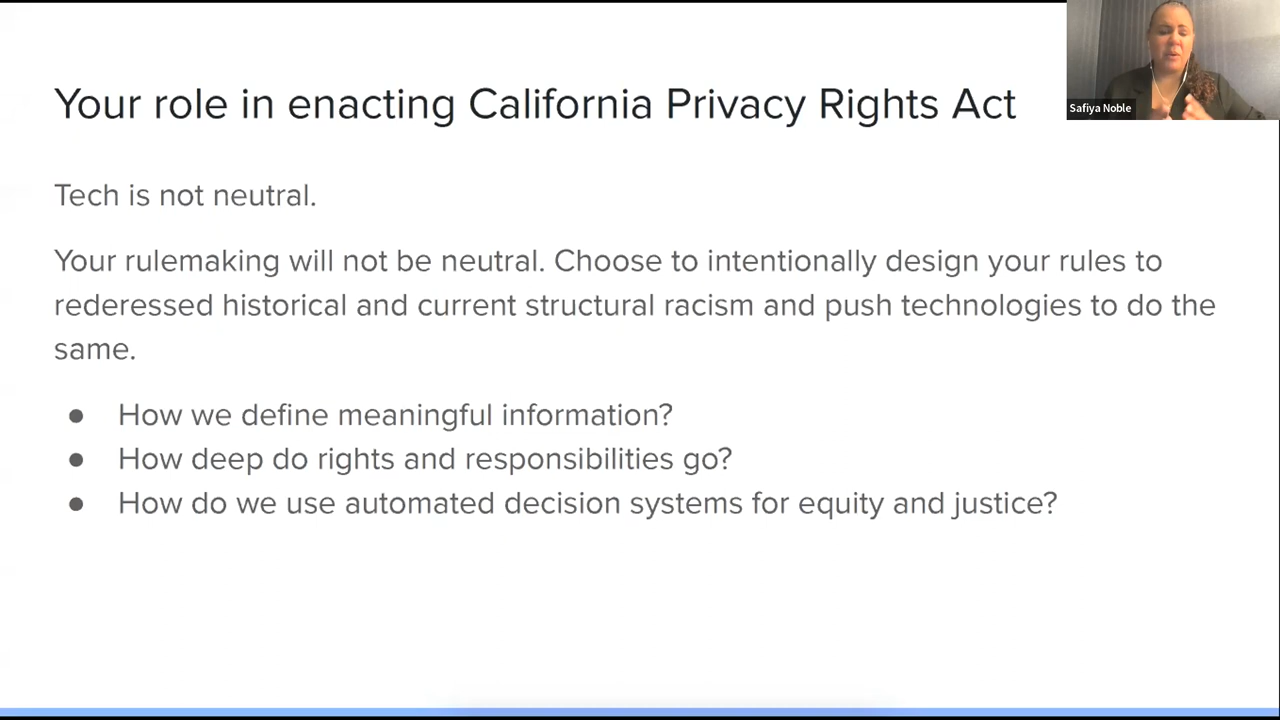 Your role in enacting California Privacy Rights Act
Safiya Noble
Tech is not neutral.
Your rulemaking will not be neutral. Choose to intentionally design your rules to
rederessed historical and current structural racism and push technologies to do the
same.
● How we define meaningful information?
● How deep do rights and responsibilities go?
● How do we use automated decision systems for equity and justice?